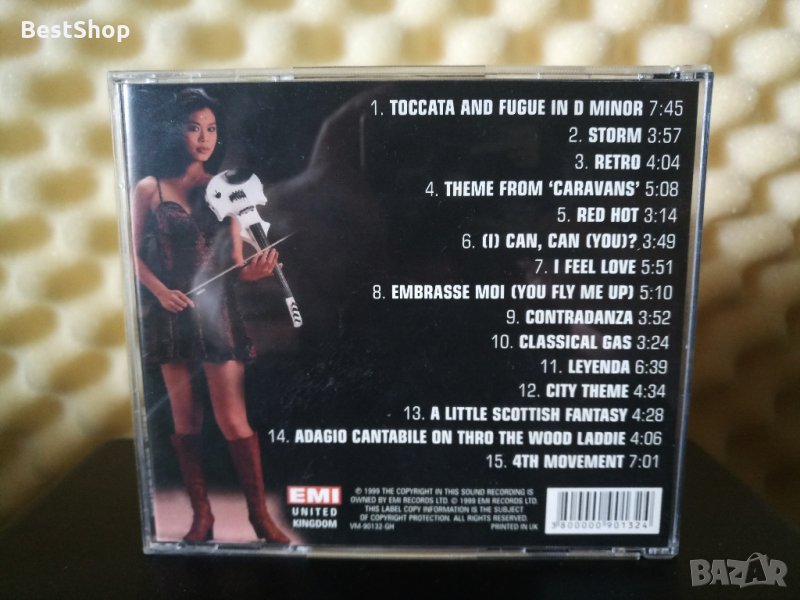 BestShop
1. TOCCATA AND FUGUE IN D MINOR 7:45
2. STORM 3:57
3. RETRO 4:04
4. THEME FROM ‘CARAVANS’ 5:08
5. RED HOT 3:14
6. (I) CAN, CAN (YOU)? 3:49
7. I FEEL LOVE 5:51
8. EMBRASSE MOI (YOU FLY ME UP) 5:10
9. CONTRADANZA 3:52
10. CLASSICAL GAS 3:24
11. LEYENDA 6:39
12. CITY THEME 4:34
13. A LITTLE SCOTTISH FANTASY 4:28
14. ADAGIO CANTABILE ON THRO THE WOOD LADDIE 4:06
15. 4TH MOVEMENT 7:01
EMI
UNITED
KINGDOM
℗ 1999 THE COPYRIGHT IN THIS SOUND RECORDING IS
OWNED BY EMI RECORDS LTD. © 1999 EMI RECORDS LTD.
THIS LABEL COPY INFORMATION IS THE SUBJECT
OF COPYRIGHT PROTECTION. ALL RIGHTS RESERVED.
VM-90132-GH PRINTED IN UK
3 800000 901324
BAZAR